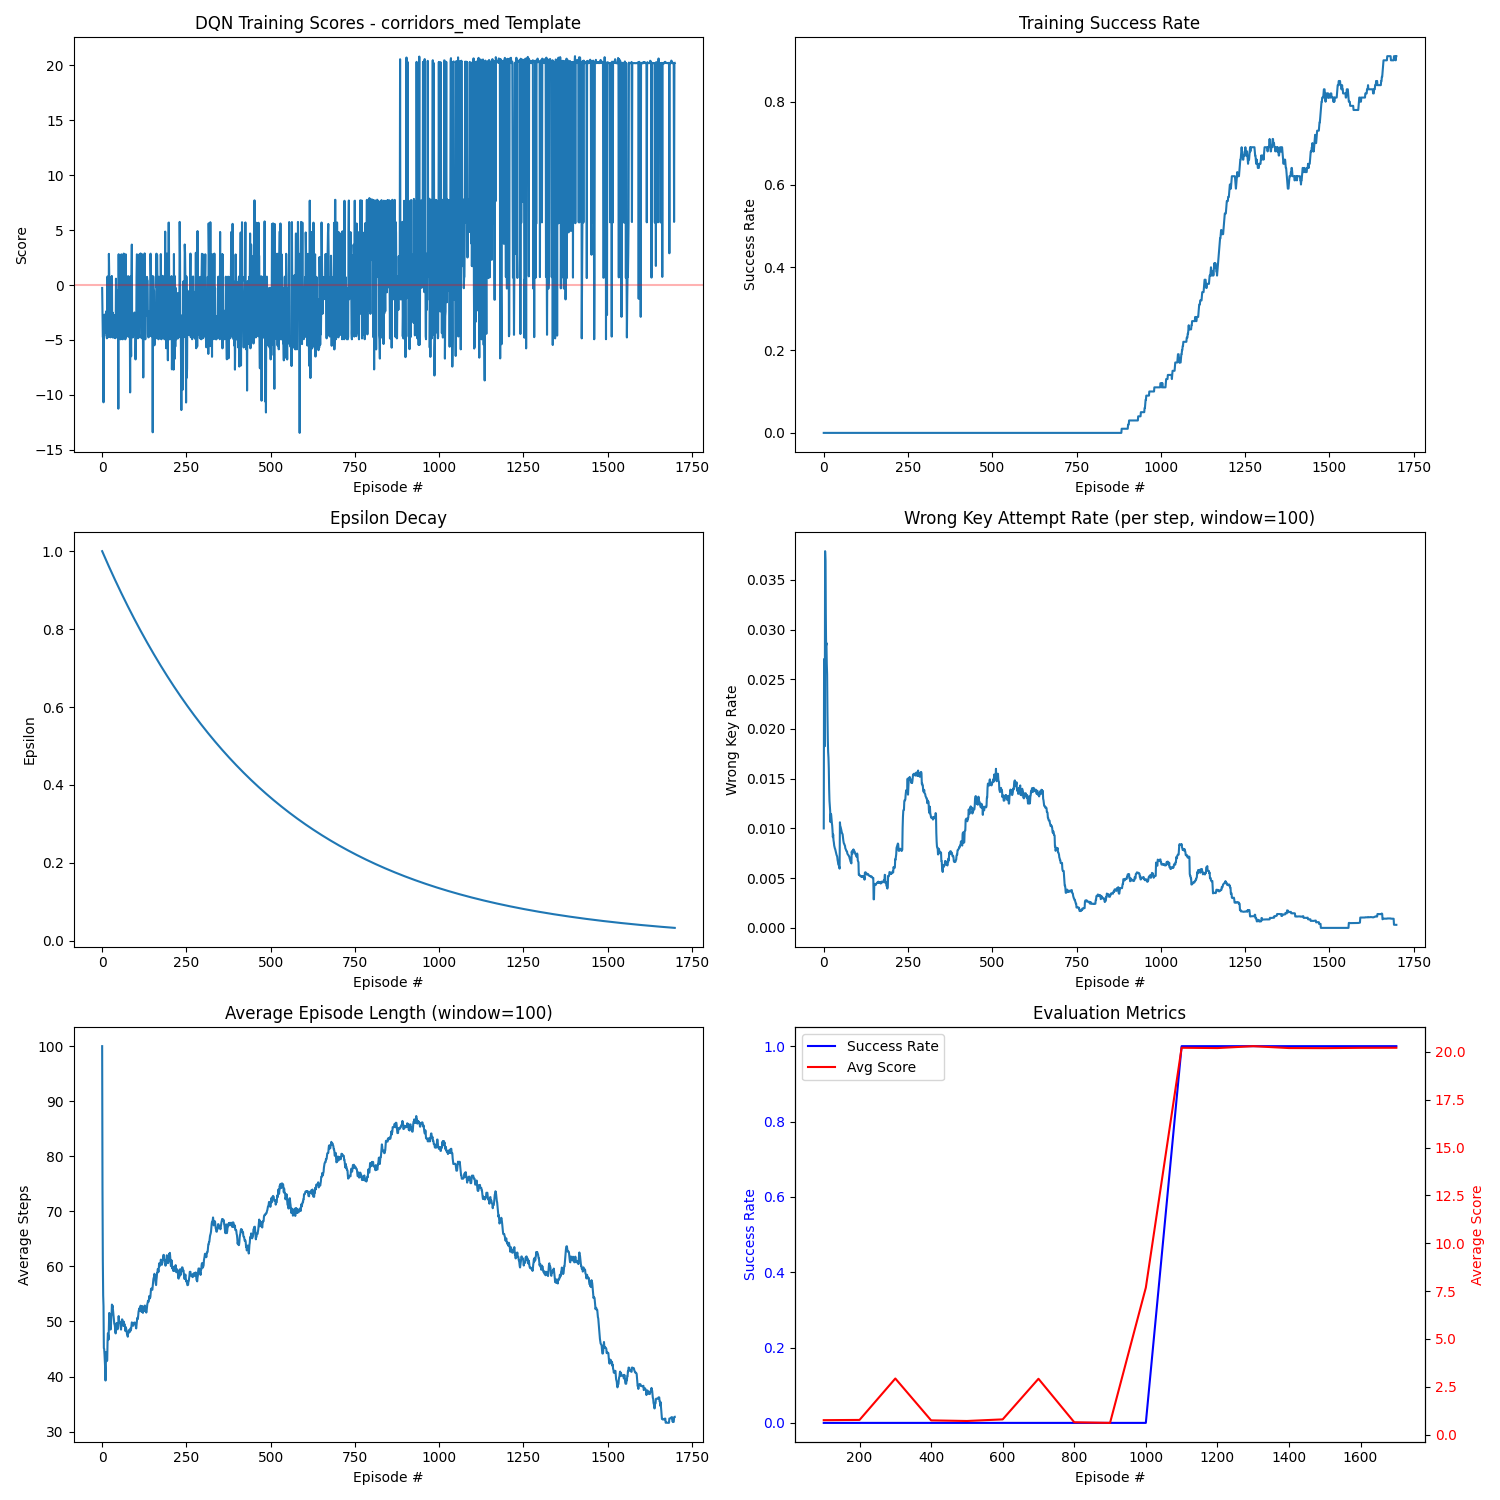 DQN Training Scores - corridors_med Template
20
15
10
5
0
−5
−10
−15
Score
0 250 500 750 1000 1250 1500 1750
Episode #
Training Success Rate
0.8
0.6
0.4
0.2
0.0
Success Rate
0 250 500 750 1000 1250 1500 1750
Episode #
Epsilon Decay
1.0
0.8
0.6
0.4
0.2
0.0
Epsilon
0 250 500 750 1000 1250 1500 1750
Episode #
Wrong Key Attempt Rate (per step, window=100)
0.035
0.030
0.025
0.020
0.015
0.010
0.005
0.000
Wrong Key Rate
0 250 500 750 1000 1250 1500 1750
Episode #
Average Episode Length (window=100)
100
90
80
70
60
50
40
30
Average Steps
0 250 500 750 1000 1250 1500 1750
Episode #
Evaluation Metrics
Success Rate
Avg Score
1.0
0.8
0.6
0.4
0.2
0.0
Success Rate
20.0
17.5
15.0
12.5
10.0
7.5
5.0
2.5
0.0
Average Score
200 400 600 800 1000 1200 1400 1600
Episode #